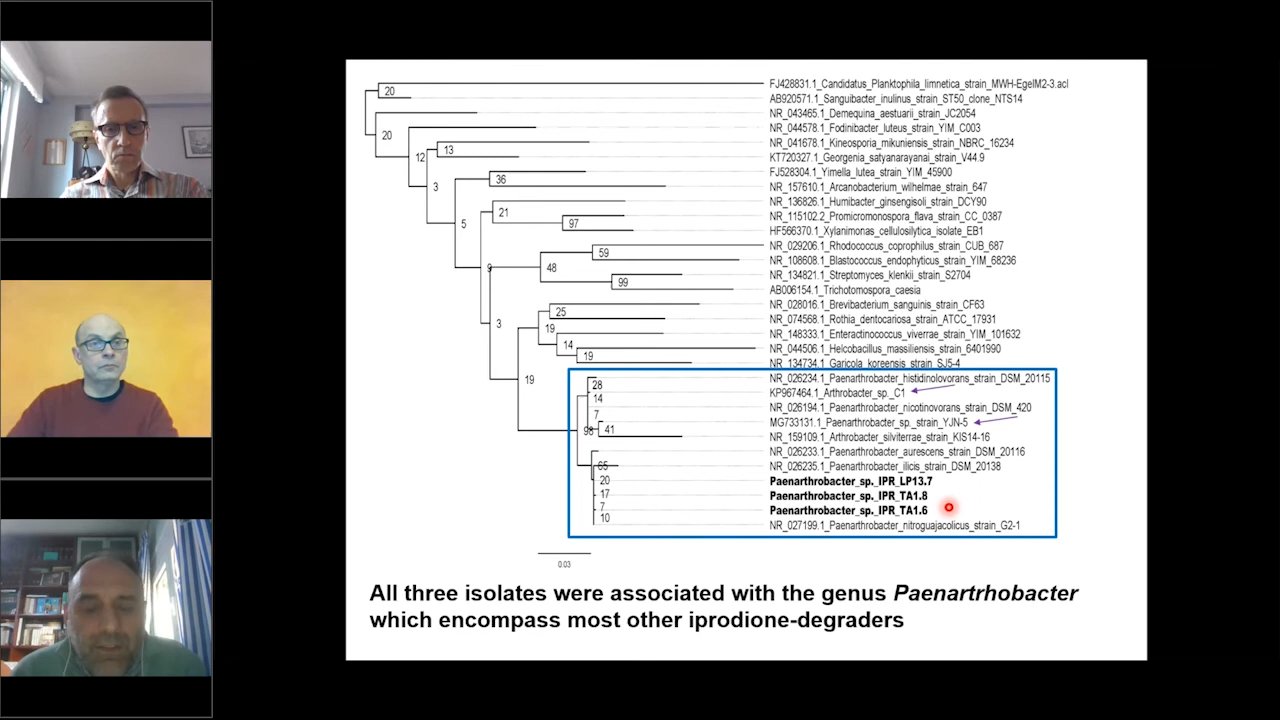 FJ428831.1_Candidatus_Planktophila_limnetica_strain_MWH-EgelM2-3.acI
20
AB920571.1_Sanguibacter_inulinus_strain_ST50_clone_NTS14
NR_043465.1_Demequina_aestuarii_strain_JC2054
20
NR_044578.1_Fodinibacter_luteus_strain_YIM_C003
NR_041678.1_Kineosporia_mikuniensis_strain_NBRC_16234
13
12
KT720327.1_Georgenia_satyanarayanai_strain_V44.9
FJ528304.1_Yimella_lutea_strain_YIM_45900
36
3
NR_157610.1_Arcanobacterium_wilhelmae_strain_647
NR_136826.1_Humibacter_ginsengisoli_strain_DCY90
21
NR_115102.2_Promicromonospora_flava_strain_CC_0387
5
97
HF566370.1_Xylanimonas_cellulosilytica_isolate_EB1
NR_029206.1_Rhodococcus_coprophilus_strain_CUB_687
59
NR_108608.1_Blastococcus_endophyticus_strain_YIM_68236
9
48
NR_134821.1_Streptomyces_klenkii_strain_S2704
99
AB006154.1_Trichotomospora_caesia
NR_028016.1_Brevibacterium_sanguinis_strain_CF63
25
NR_074568.1_Rothia_dentocariosa_strain_ATCC_17931
3
19
NR_148333.1_Enteractinococcus_viverrae_strain_YIM_101632
14
NR_044506.1_Helcobacillus_massiliensis_strain_6401990
19
NR_134734.1_Garicola_koreensis_strain_SJ5-4
19
NR_026234.1_Paenarthrobacter_histidinolovorans_strain_DSM_20115
28
KP967464.1_Arthrobacter_sp._C1
14
NR_026194.1_Paenarthrobacter_nicotinovorans_strain_DSM_420
7
MG733131.1_Paenarthrobacter_sp._strain_YJN-5
41
NR_159109.1_Arthrobacter_silviterrae_strain_KIS14-16
NR_026233.1_Paenarthrobacter_aurescens_strain_DSM_20116
65
NR_026235.1_Paenarthrobacter_ilicis_strain_DSM_20138
20
Paenarthrobacter_sp._IPR_LP13.7
17
Paenarthrobacter_sp._IPR_TA1.8
7
Paenarthrobacter_sp._IPR_TA1.6
10
NR_027199.1_Paenarthrobacter_nitroguajacolicus_strain_G2-1
0.03
All three isolates were associated with the genus Paenartrhobacter
which encompass most other iprodione-degraders